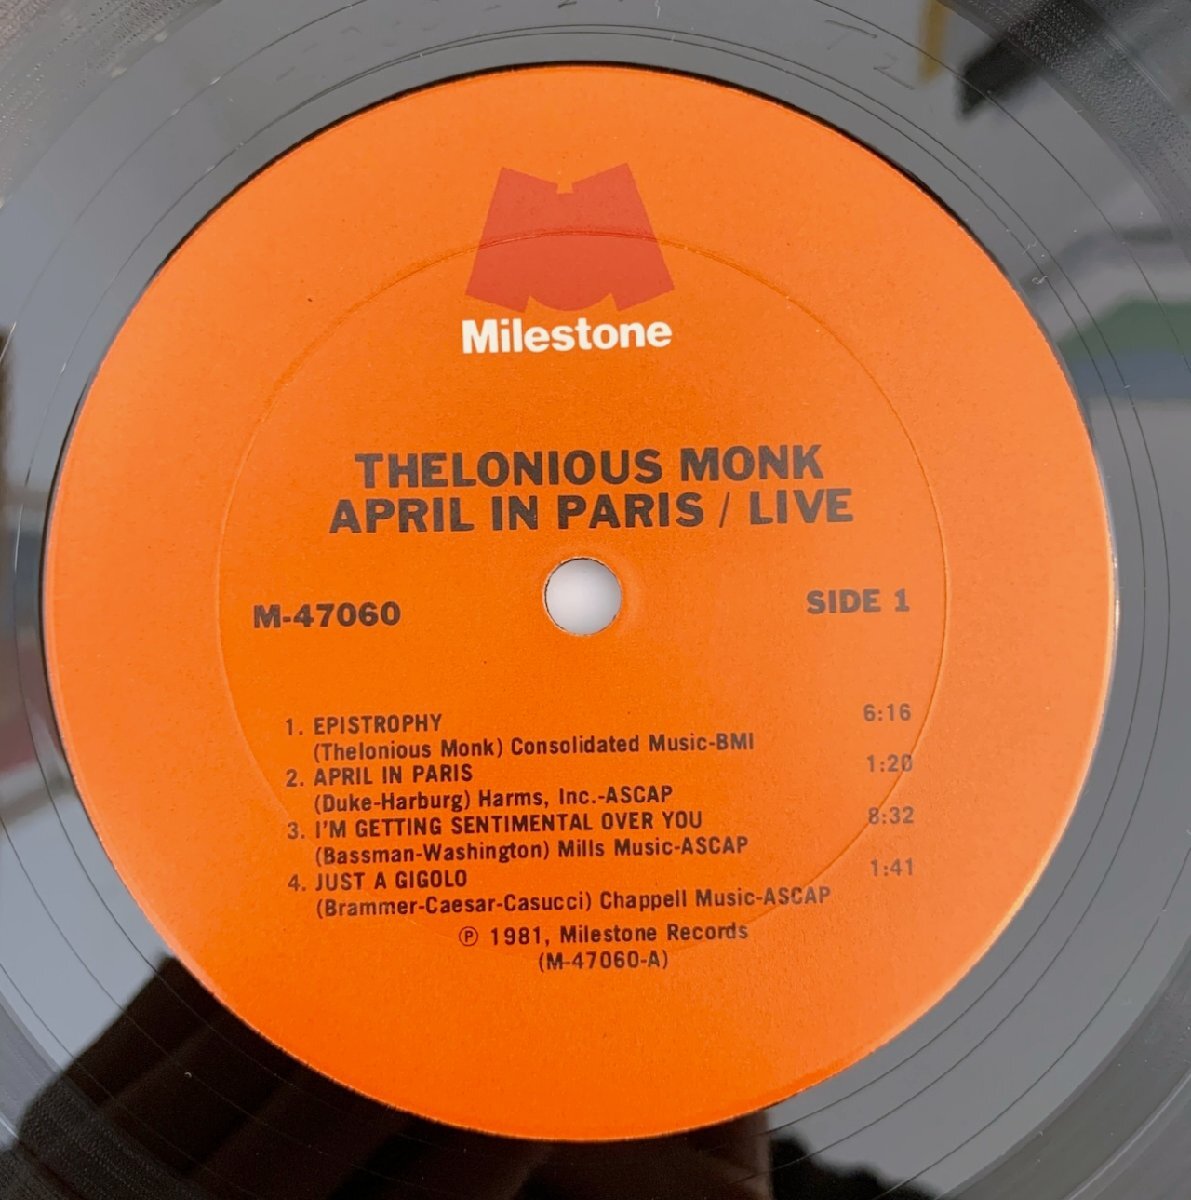 Milestone
THELONIOUS MONK
APRIL IN PARIS / LIVE
M-47060 SIDE 1
1. EPISTROPHY 6:16
(Thelonious Monk) Consolidated Music-BMI
2. APRIL IN PARIS 1:20
(Duke-Harburg) Harms, Inc.-ASCAP
3. I'M GETTING SENTIMENTAL OVER YOU 8:32
(Bassman-Washington) Mills Music-ASCAP
4. JUST A GIGOLO 1:41
(Brammer-Caesar-Casucci) Chappell Music-ASCAP
℗ 1981, Milestone Records
(M-47060-A)